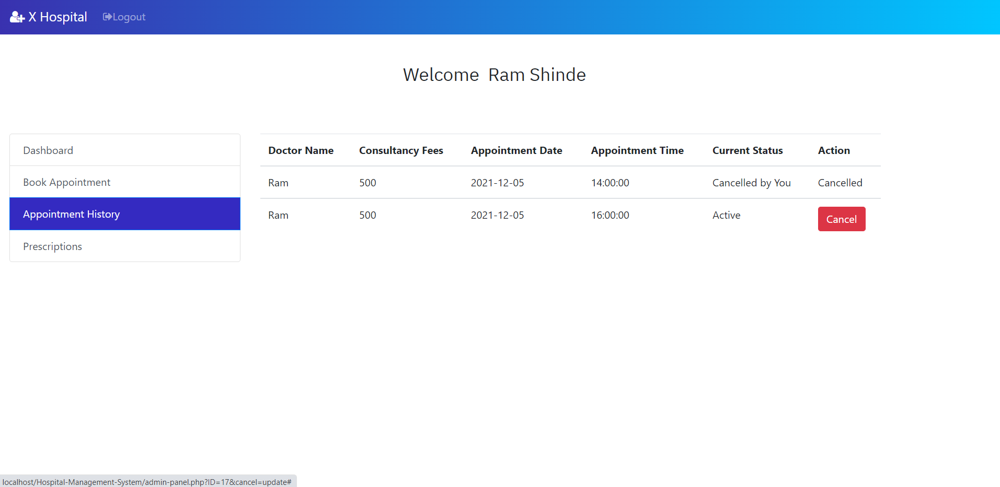 X Hospital Logout
Welcome Ram Shinde
Dashboard
Book Appointment
Appointment History
Prescriptions
Doctor Name Consultancy Fees Appointment Date Appointment Time Current Status Action
Ram 500 2021-12-05 14:00:00 Cancelled by You Cancelled
Ram 500 2021-12-05 16:00:00 Active Cancel
localhost/Hospital-Management-System/admin-panel.php?ID=17&cancel=update#